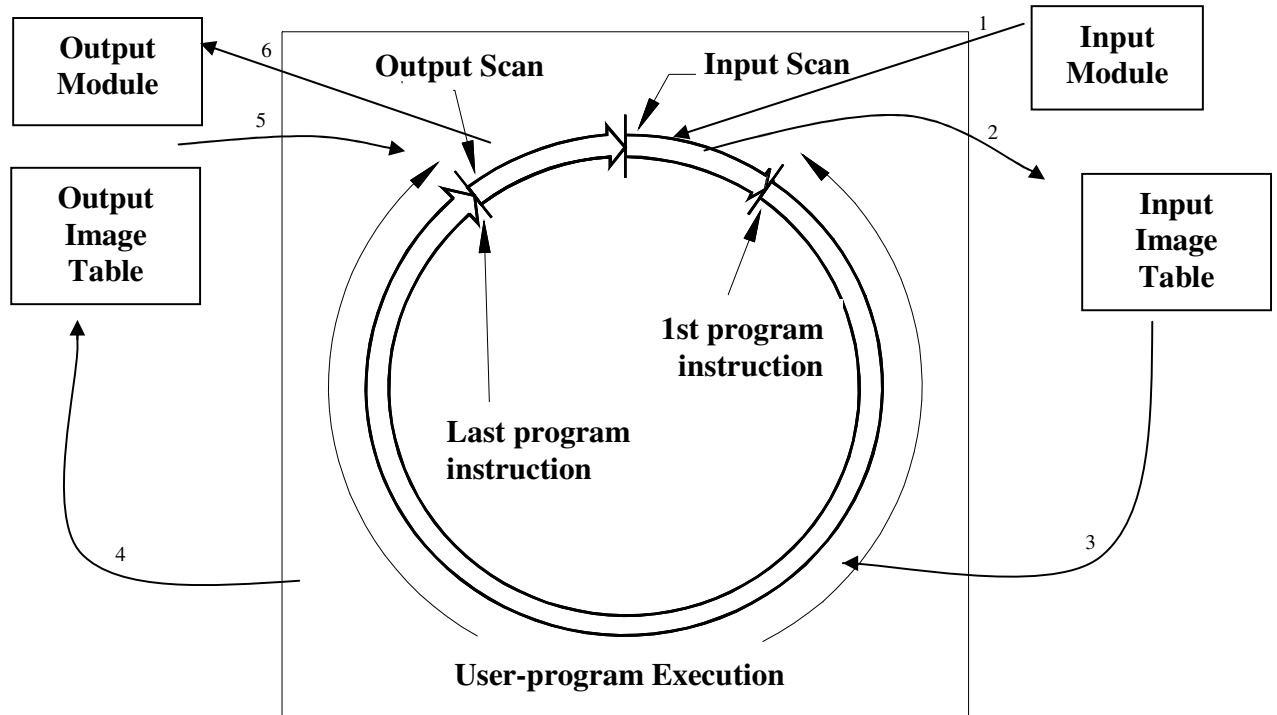 Output
Module
6
Output Scan
Input Scan
1
Input
Module
5
2
Output
Image
Table
Input
Image
Table
1st program
instruction
Last program
instruction
4
3
User-program Execution